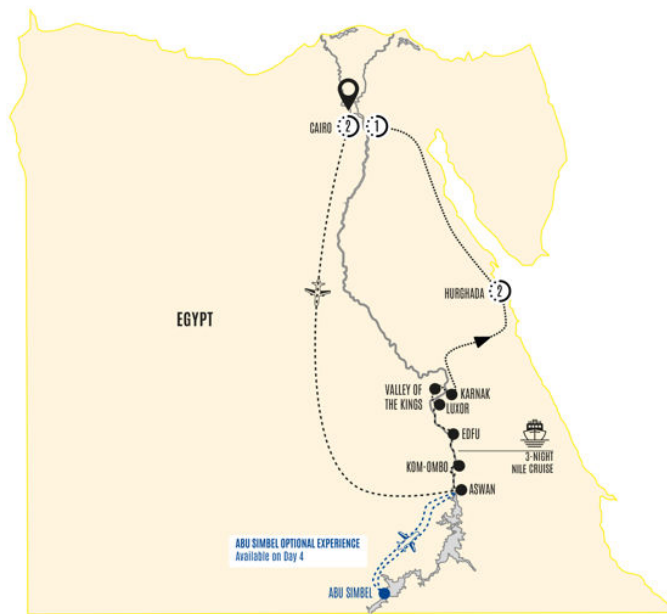 CAIRO 2 1
HURGHADA 2
EGYPT
VALLEY OF
THE KINGS
KARNAK
LUXOR
EDFU
3-NIGHT
NILE CRUISE
KOM-OMBO
ASWAN
ABU SIMBEL OPTIONAL EXPERIENCE
Available on Day 4
ABU SIMBEL